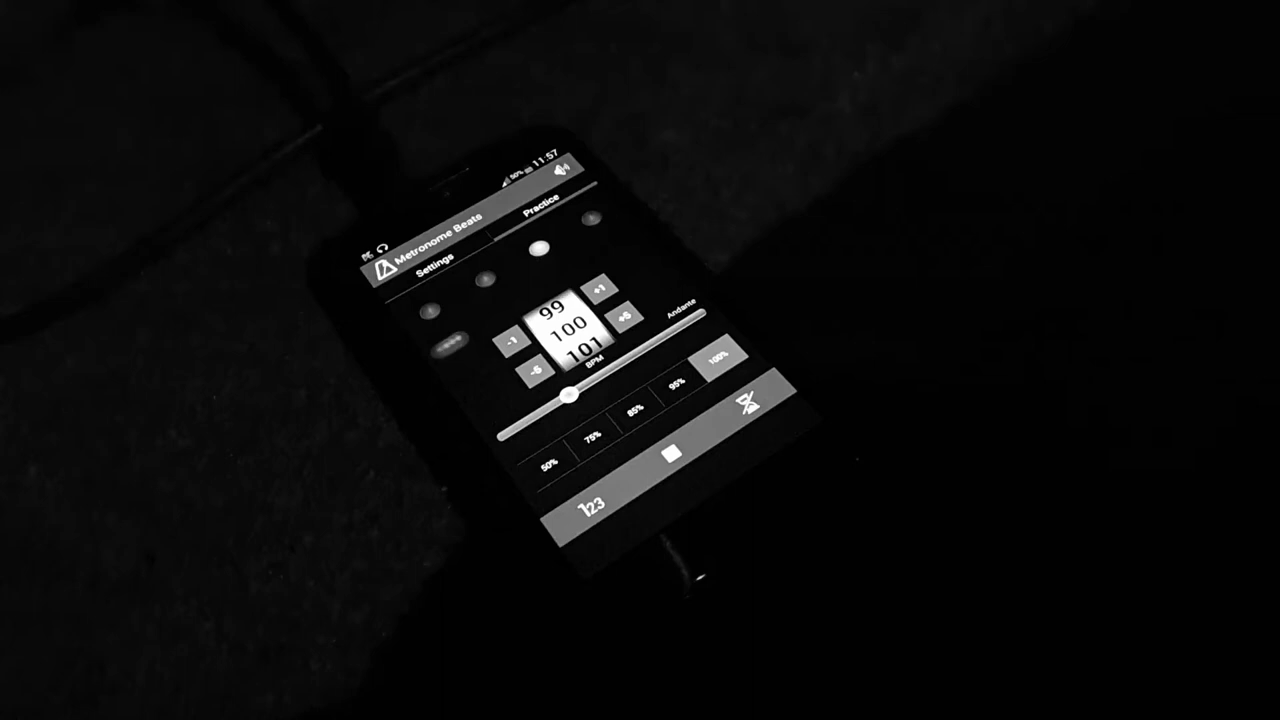 50% 11:57
Metronome Beats
Settings Practice
99
100
101
-1 +1
-5 +5
BPM
Andante
50% 75% 85% 95% 100%
123